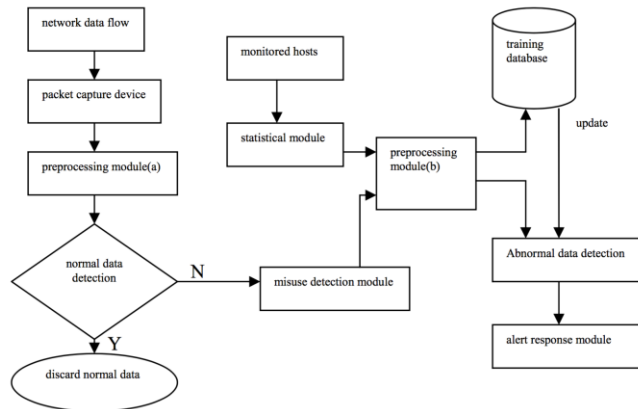 network data flow
packet capture device
preprocessing module(a)
normal data
detection
N
Y
discard normal data
monitored hosts
statistical module
misuse detection module
preprocessing
module(b)
training
database
update
Abnormal data detection
alert response module